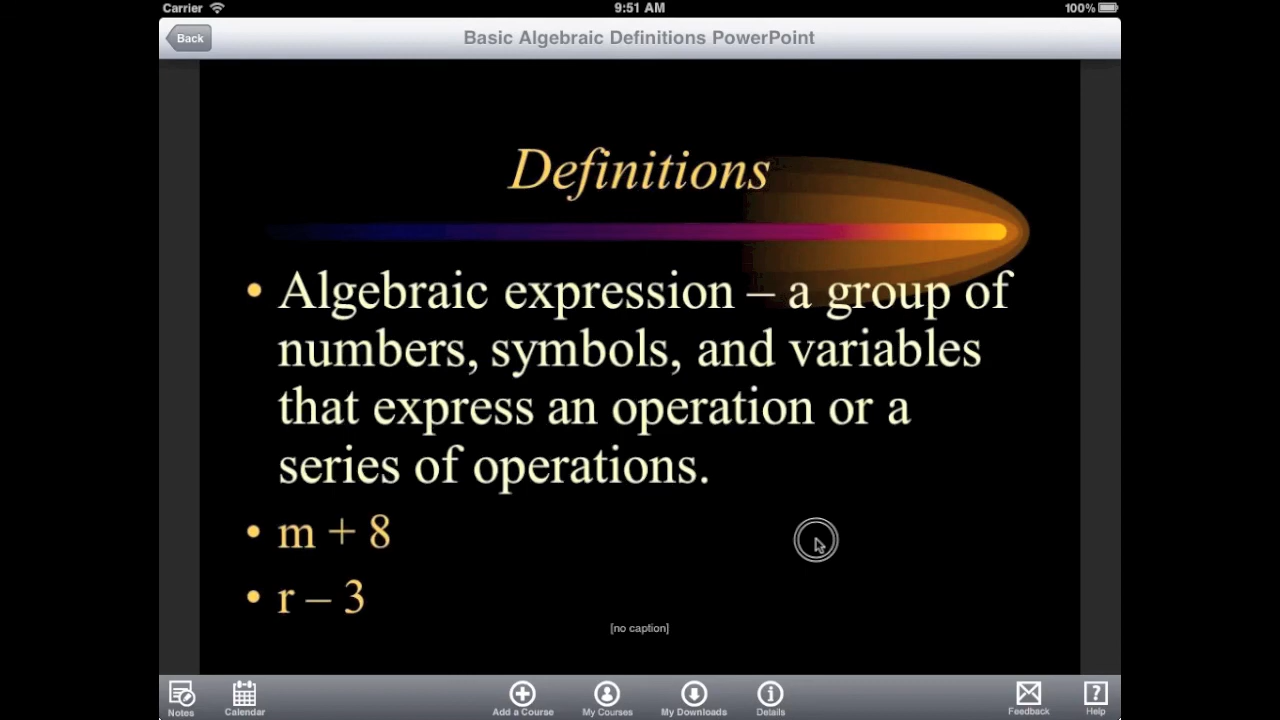 Carrier 9:51 AM 100%
Back Basic Algebraic Definitions PowerPoint
Definitions
• Algebraic expression – a group of
numbers, symbols, and variables
that express an operation or a
series of operations.
• m + 8
• r – 3
[no caption]
Notes Calendar Add a Course My Courses My Downloads Details Feedback Help